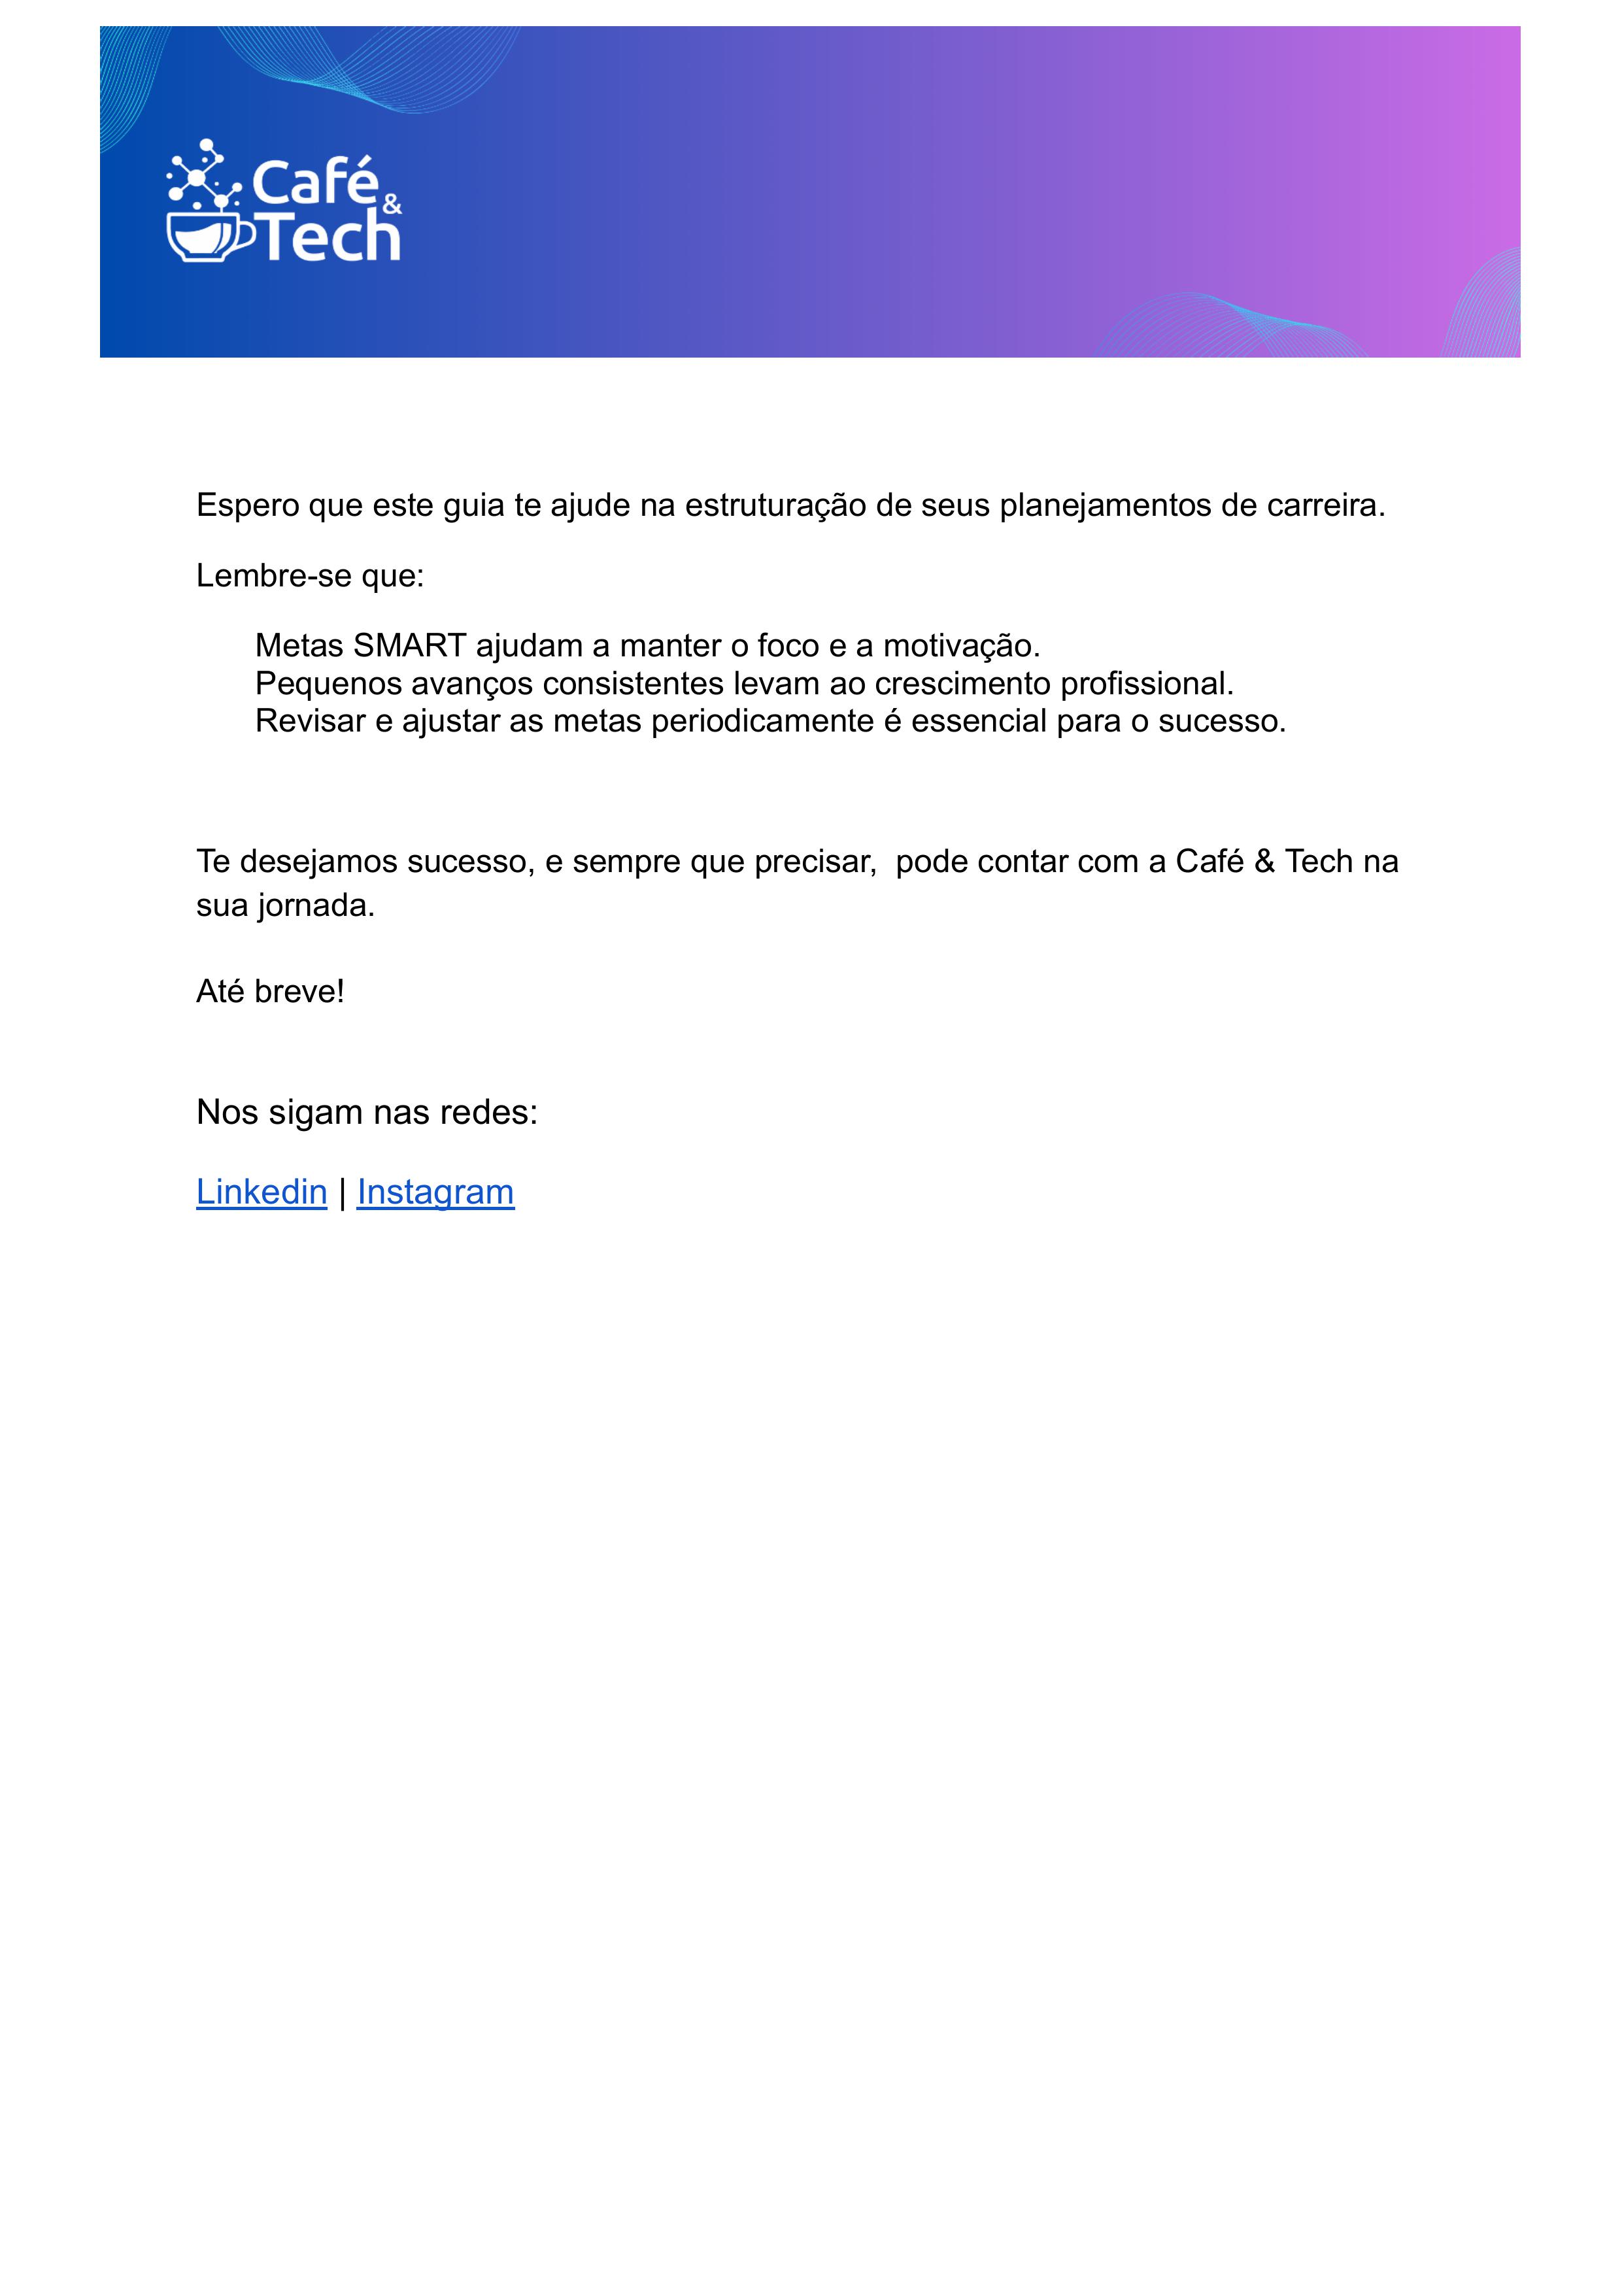 Café
&
Tech
Espero que este guia te ajude na estruturação de seus planejamentos de carreira.
Lembre-se que:
Metas SMART ajudam a manter o foco e a motivação.
Pequenos avanços consistentes levam ao crescimento profissional.
Revisar e ajustar as metas periodicamente é essencial para o sucesso.
Te desejamos sucesso, e sempre que precisar,  pode contar com a Café & Tech na
sua jornada.
Até breve!
Nos sigam nas redes:
Linkedin | Instagram